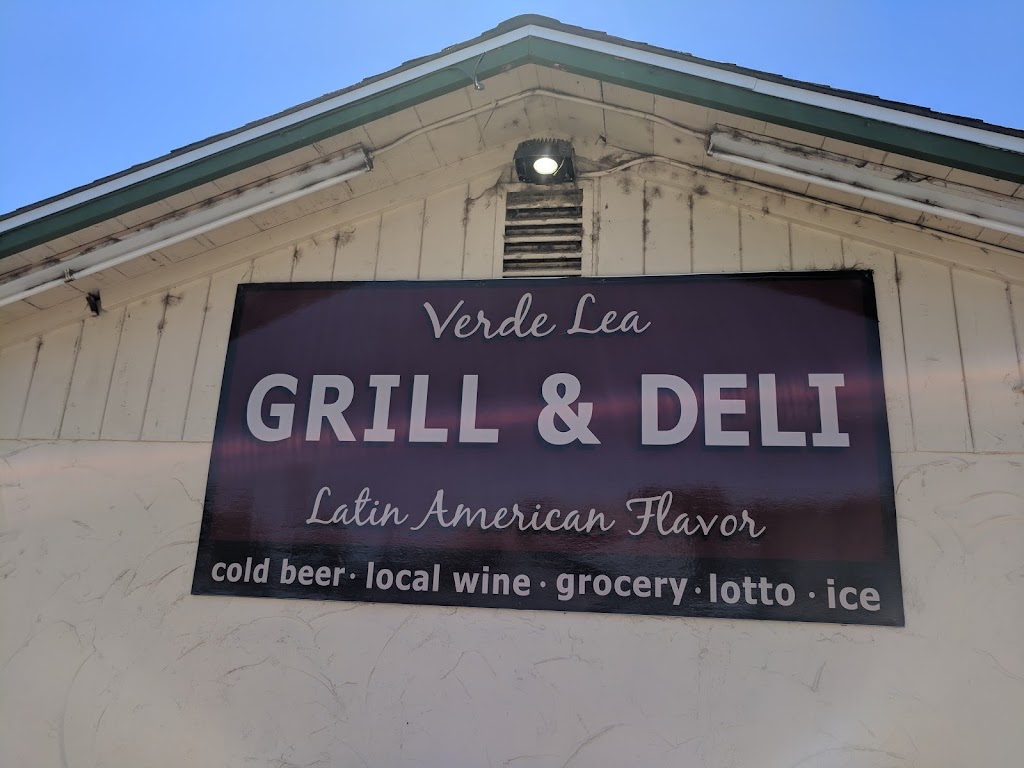 Verde Lea
GRILL & DELI
Latin American Flavor
cold beer · local wine · grocery · lotto · ice